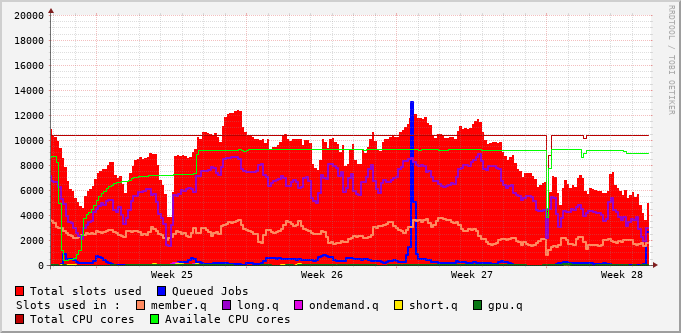 20000
18000
16000
14000
12000
10000
8000
6000
4000
2000
0
Week 25 Week 26 Week 27 Week 28
RRDTOOL / TOBI OETIKER
Total slots used Queued Jobs
Slots used in : member.q long.q ondemand.q short.q gpu.q
Total CPU cores Availale CPU cores